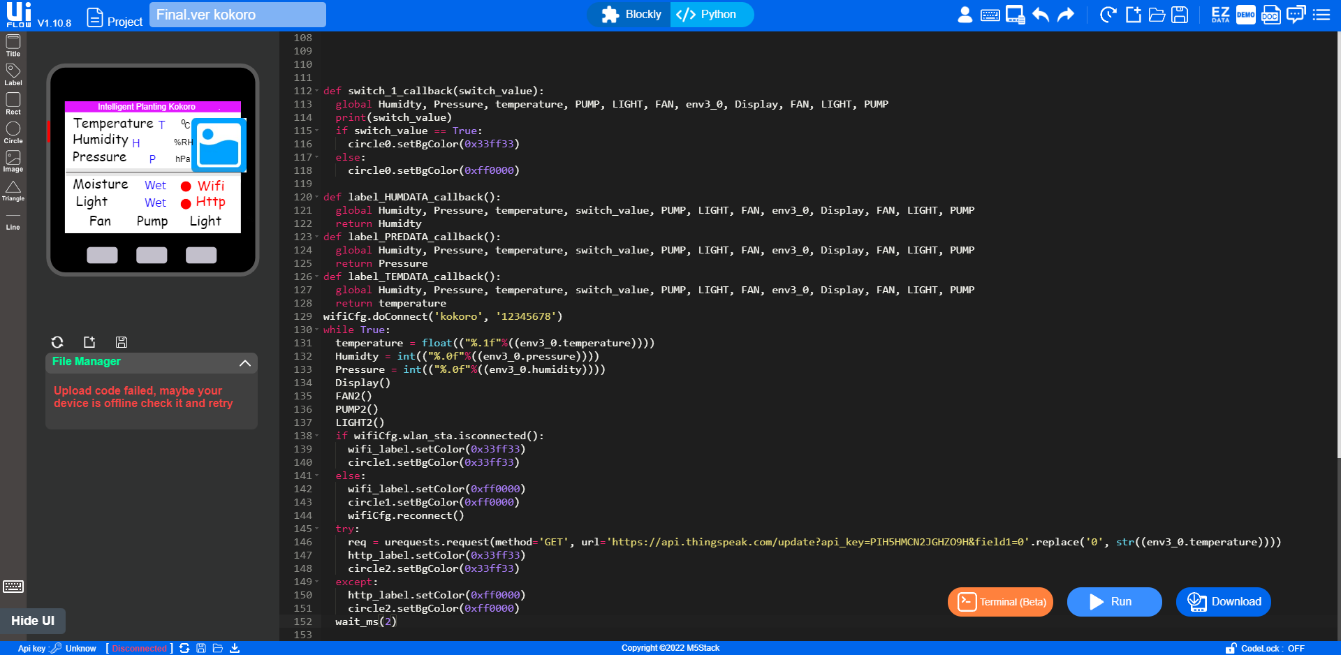 UiFLOW V1.10.8 Project Final.ver kokoro Blockly </> Python EZ DATA DEMO DOC
Title
Label
Rect
Circle
Image
Triangle
Line
Intelligent Planting Kokoro
Temperature T °C
Humidity H %RH
Pressure P hPa
Moisture Wet Wifi
Light Wet Http
Fan Pump Light
File Manager
Upload code failed, maybe your
device is offline check it and retry
Hide UI
108
109
110
111
112 def switch_1_callback(switch_value):
113 global Humidty, Pressure, temperature, PUMP, LIGHT, FAN, env3_0, Display, FAN, LIGHT, PUMP
114 print(switch_value)
115 if switch_value == True:
116 circle0.setBgColor(0x33ff33)
117 else:
118 circle0.setBgColor(0xff0000)
119
120 def label_HUMDATA_callback():
121 global Humidty, Pressure, temperature, switch_value, PUMP, LIGHT, FAN, env3_0, Display, FAN, LIGHT, PUMP
122 return Humidty
123 def label_PREDATA_callback():
124 global Humidty, Pressure, temperature, switch_value, PUMP, LIGHT, FAN, env3_0, Display, FAN, LIGHT, PUMP
125 return Pressure
126 def label_TEMDATA_callback():
127 global Humidty, Pressure, temperature, switch_value, PUMP, LIGHT, FAN, env3_0, Display, FAN, LIGHT, PUMP
128 return temperature
129 wifiCfg.doConnect('kokoro', '12345678')
130 while True:
131 temperature = float(("%.1f"%((env3_0.temperature))))
132 Humidty = int(("%.0f"%((env3_0.pressure))))
133 Pressure = int(("%.0f"%((env3_0.humidity))))
134 Display()
135 FAN2()
136 PUMP2()
137 LIGHT2()
138 if wifiCfg.wlan_sta.isconnected():
139 wifi_label.setColor(0x33ff33)
140 circle1.setBgColor(0x33ff33)
141 else:
142 wifi_label.setColor(0xff0000)
143 circle1.setBgColor(0xff0000)
144 wifiCfg.reconnect()
145 try:
146 req = urequests.request(method='GET', url='https://api.thingspeak.com/update?api_key=PIH5HMCN2JGHZO9H&field1=0'.replace('0', str((env3_0.temperature))))
147 http_label.setColor(0x33ff33)
148 circle2.setBgColor(0x33ff33)
149 except:
150 http_label.setColor(0xff0000)
151 circle2.setBgColor(0xff0000)
152 wait_ms(2)
153
Terminal (Beta) Run Download
Api key Unknow [ Disconnected ] Copyright ©2022 M5Stack CodeLock : OFF